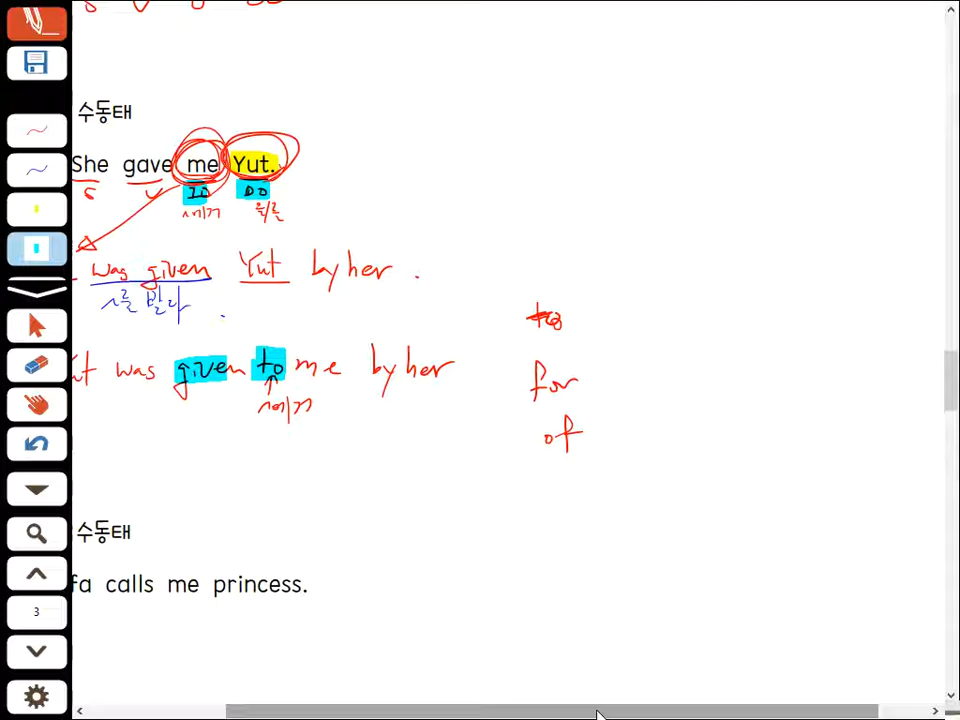 수동태
She gave me Yut.
S V IO DO
에게 을/를
was given Yut by her.
~를 받다
to
ut was given to me by her
for
~에게
of
수동태
fa calls me princess.
3